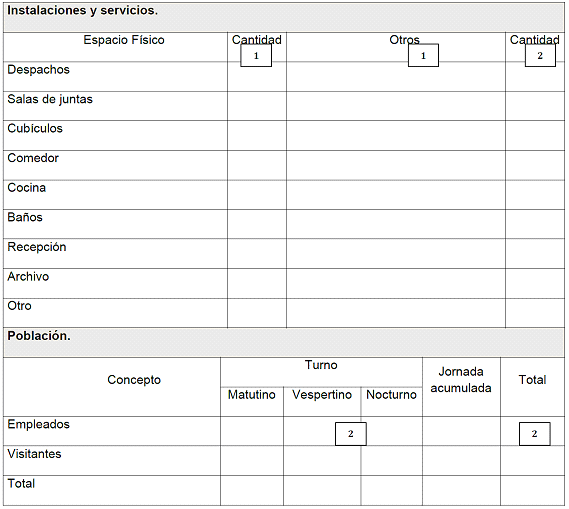 Instalaciones y servicios.
Espacio Físico Cantidad Otros Cantidad
1 1 2
Despachos
Salas de juntas
Cubículos
Comedor
Cocina
Baños
Recepción
Archivo
Otro
Población.
Concepto Turno Jornada acumulada Total
Matutino Vespertino Nocturno
Empleados 2 2
Visitantes
Total